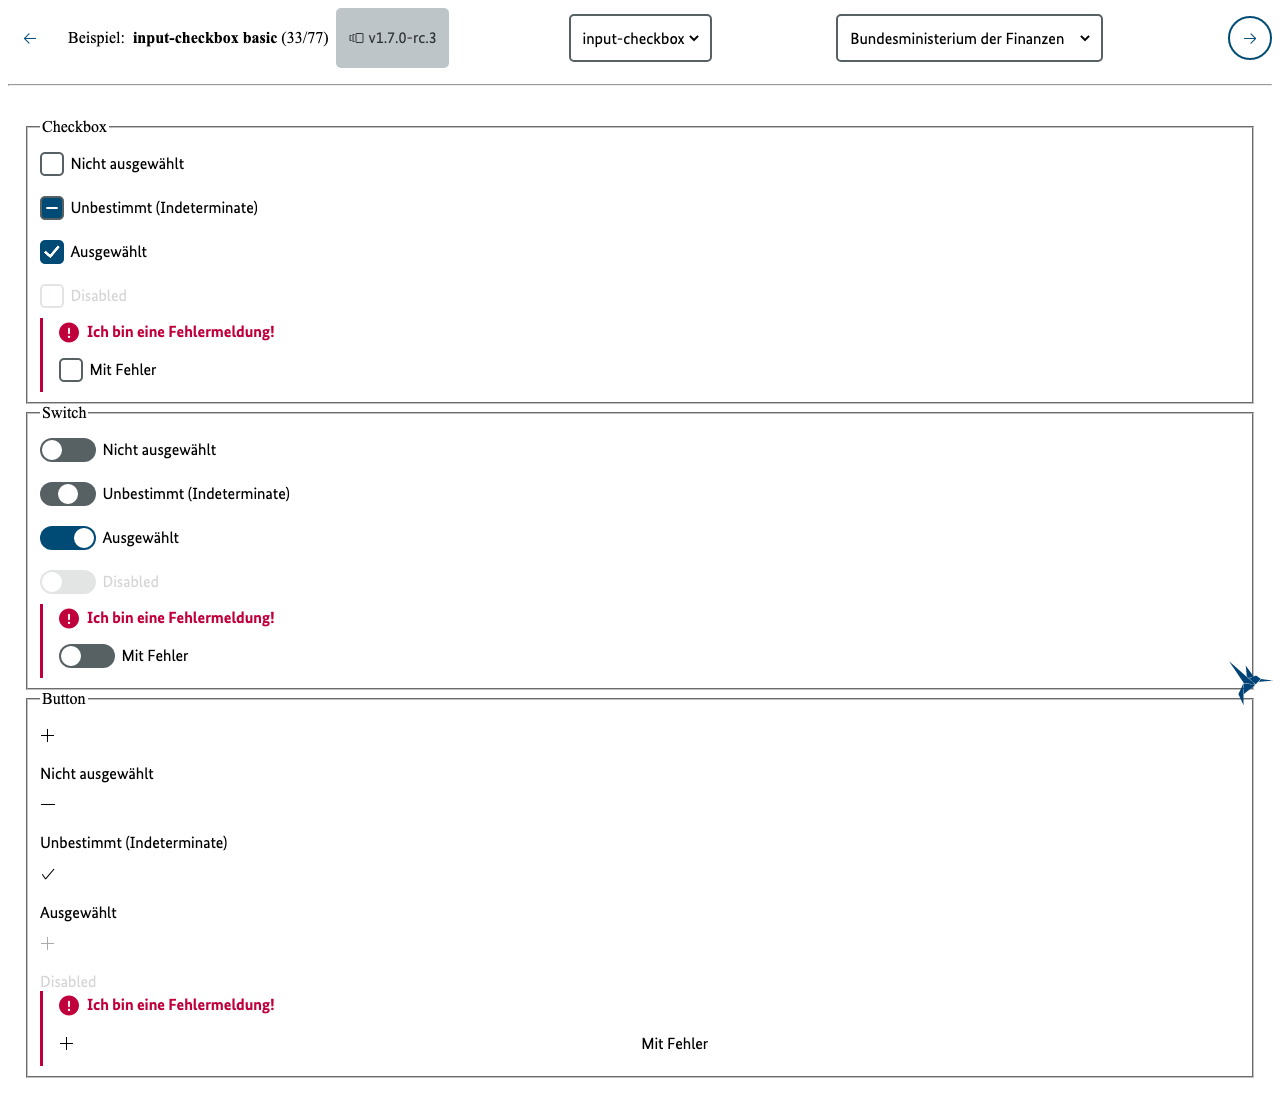 Beispiel: input-checkbox basic (33/77) v1.7.0-rc.3 input-checkbox Bundesministerium der Finanzen
Checkbox
Nicht ausgewählt
Unbestimmt (Indeterminate)
Ausgewählt
Disabled
Ich bin eine Fehlermeldung!
Mit Fehler
Switch
Nicht ausgewählt
Unbestimmt (Indeterminate)
Ausgewählt
Disabled
Ich bin eine Fehlermeldung!
Mit Fehler
Button
Nicht ausgewählt
Unbestimmt (Indeterminate)
Ausgewählt
Disabled
Ich bin eine Fehlermeldung!
Mit Fehler